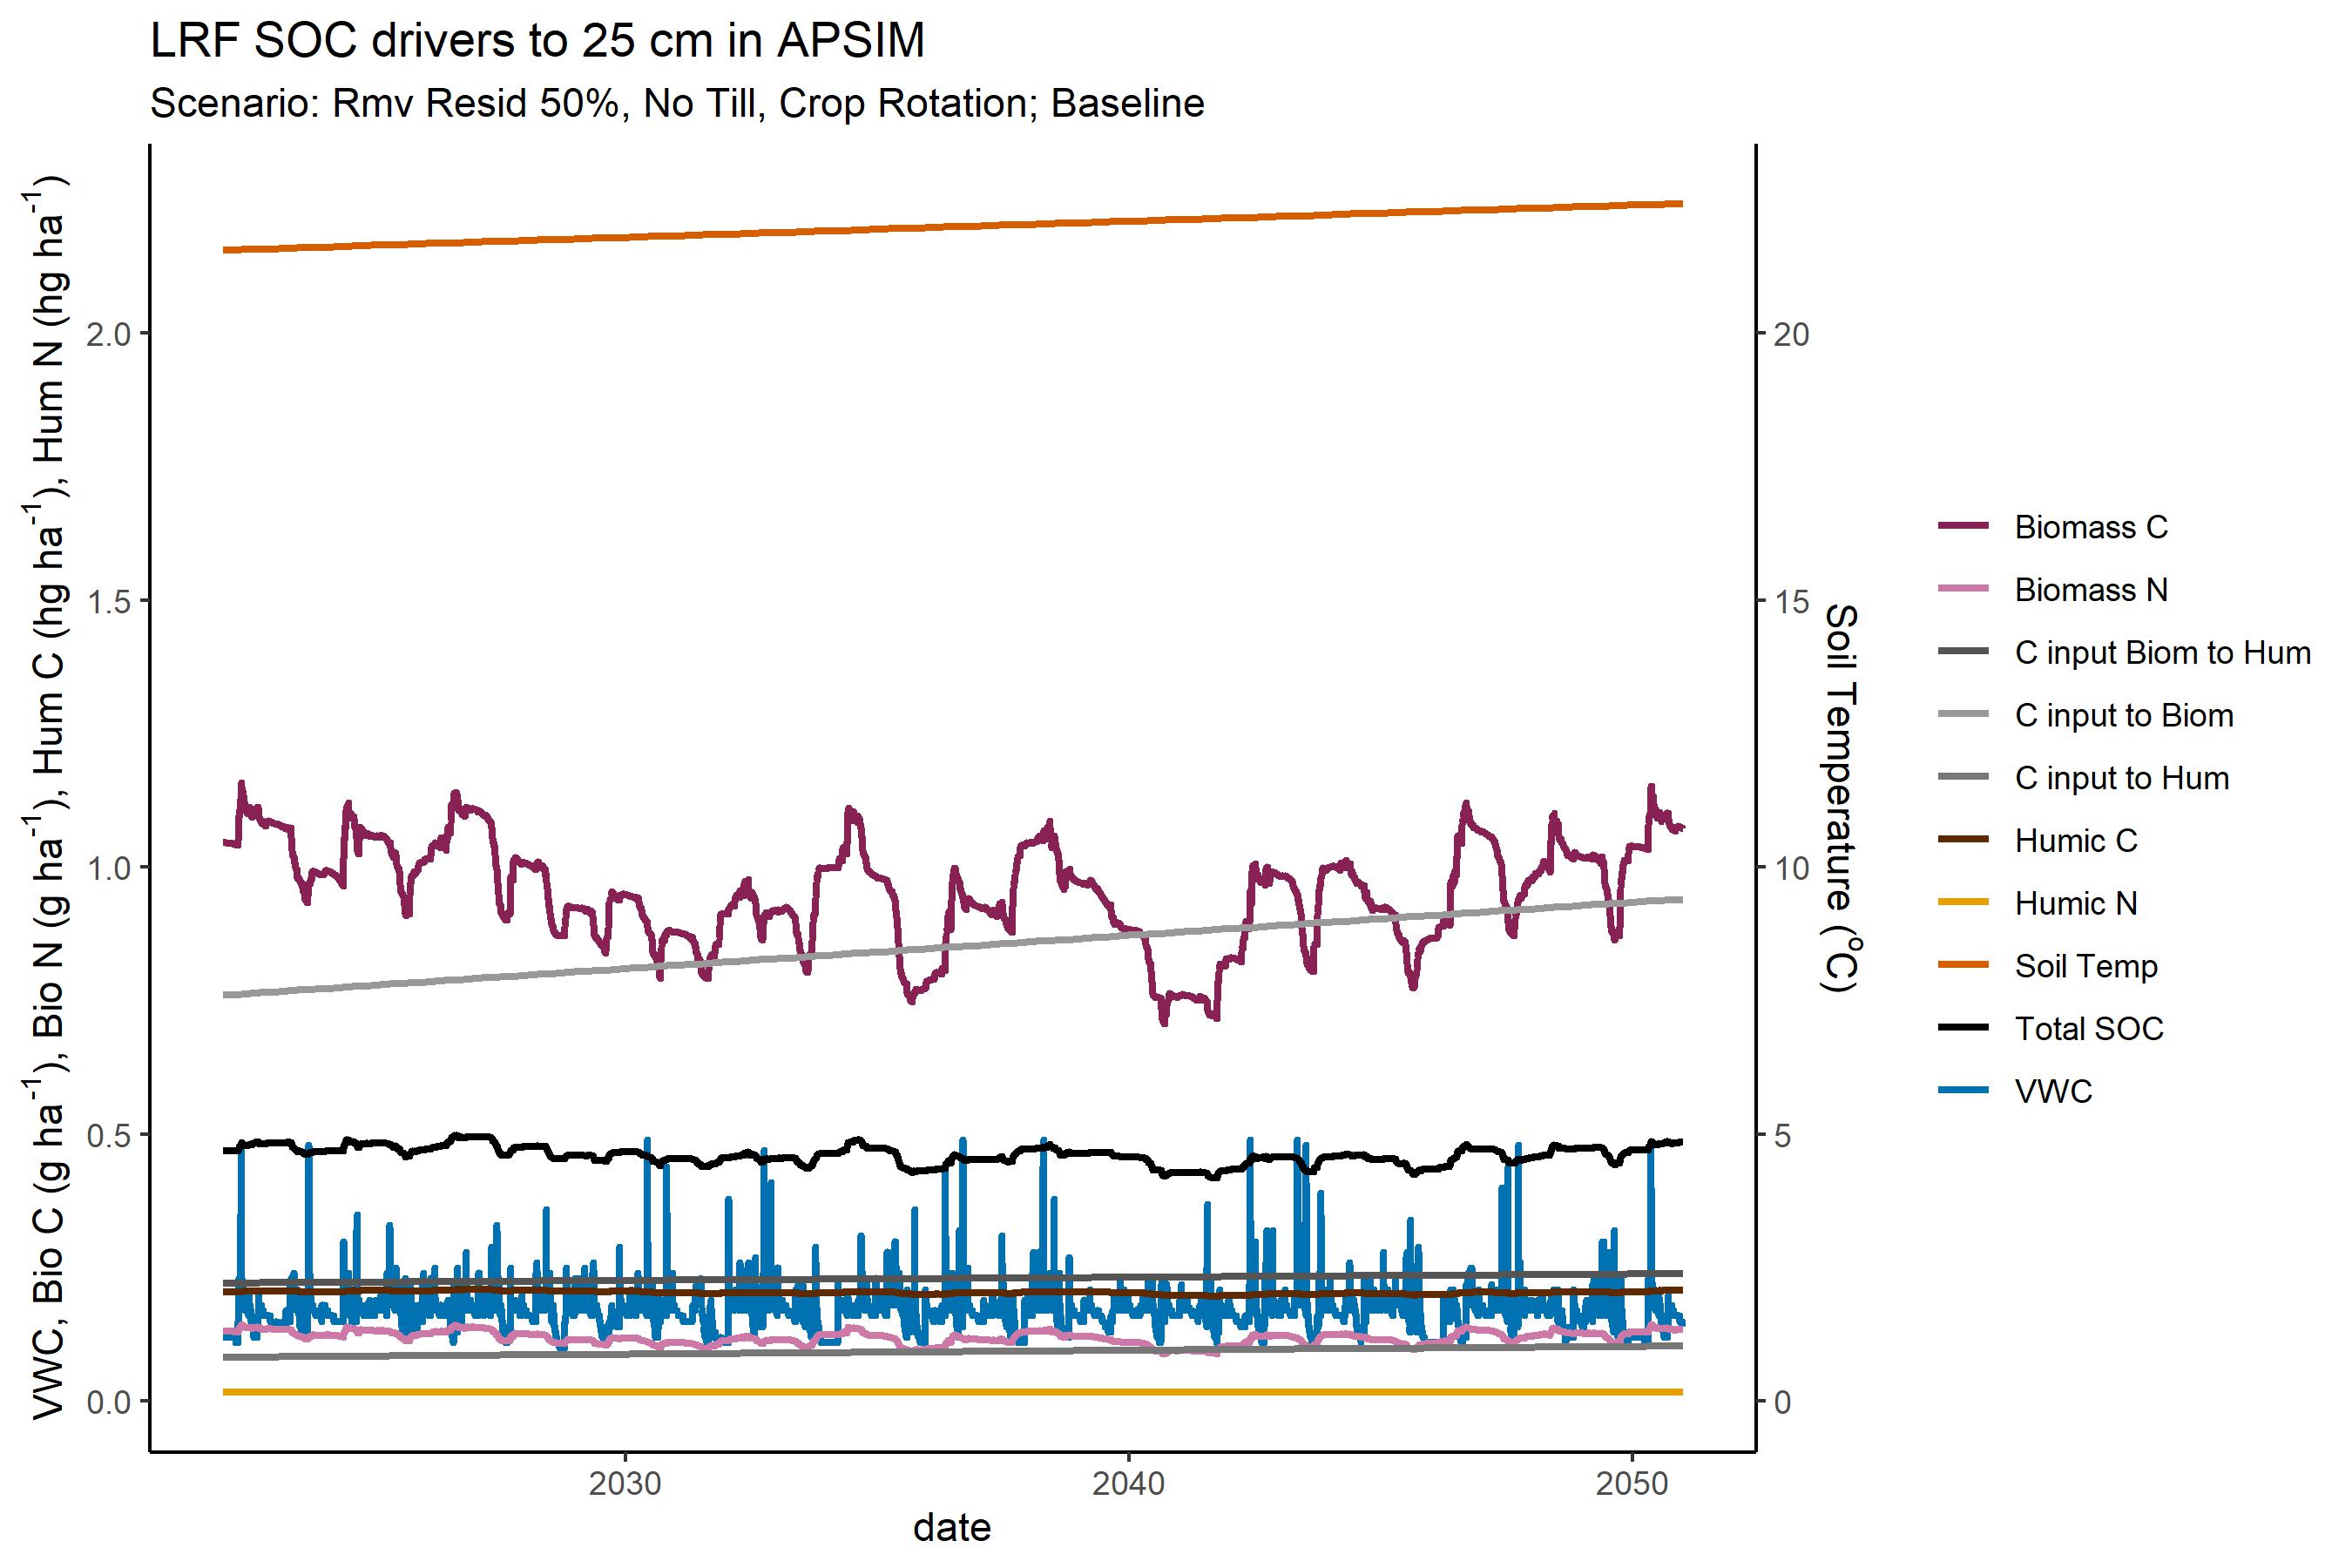 LRF SOC drivers to 25 cm in APSIM
Scenario: Rmv Resid 50%, No Till, Crop Rotation; Baseline
VWC, Bio C (g ha⁻¹), Bio N (g ha⁻¹), Hum C (hg ha⁻¹), Hum N (hg ha⁻¹)
2.0
1.5
1.0
0.5
0.0
20
15
10
5
0
Soil Temperature (°C)
2030
2040
2050
date
Biomass C
Biomass N
C input Biom to Hum
C input to Biom
C input to Hum
Humic C
Humic N
Soil Temp
Total SOC
VWC